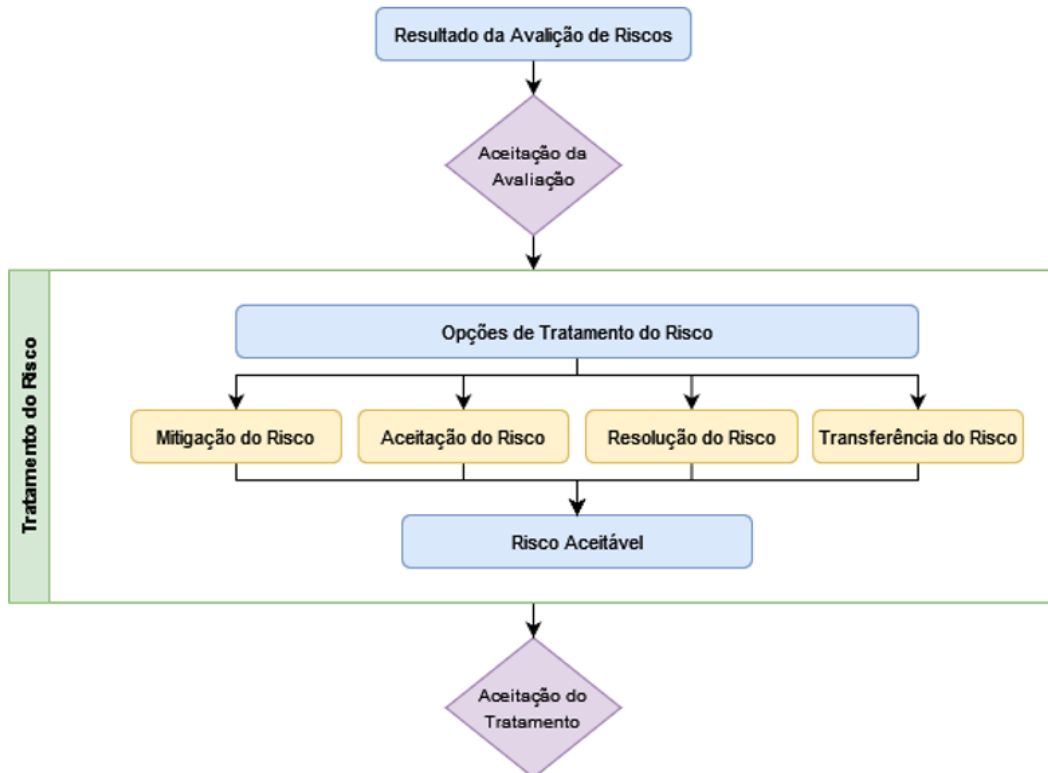 Resultado da Avalição de Riscos
Aceitação da
Avaliação
Tratamento do Risco
Opções de Tratamento do Risco
Mitigação do Risco
Aceitação do Risco
Resolução do Risco
Transferência do Risco
Risco Aceitável
Aceitação do
Tratamento